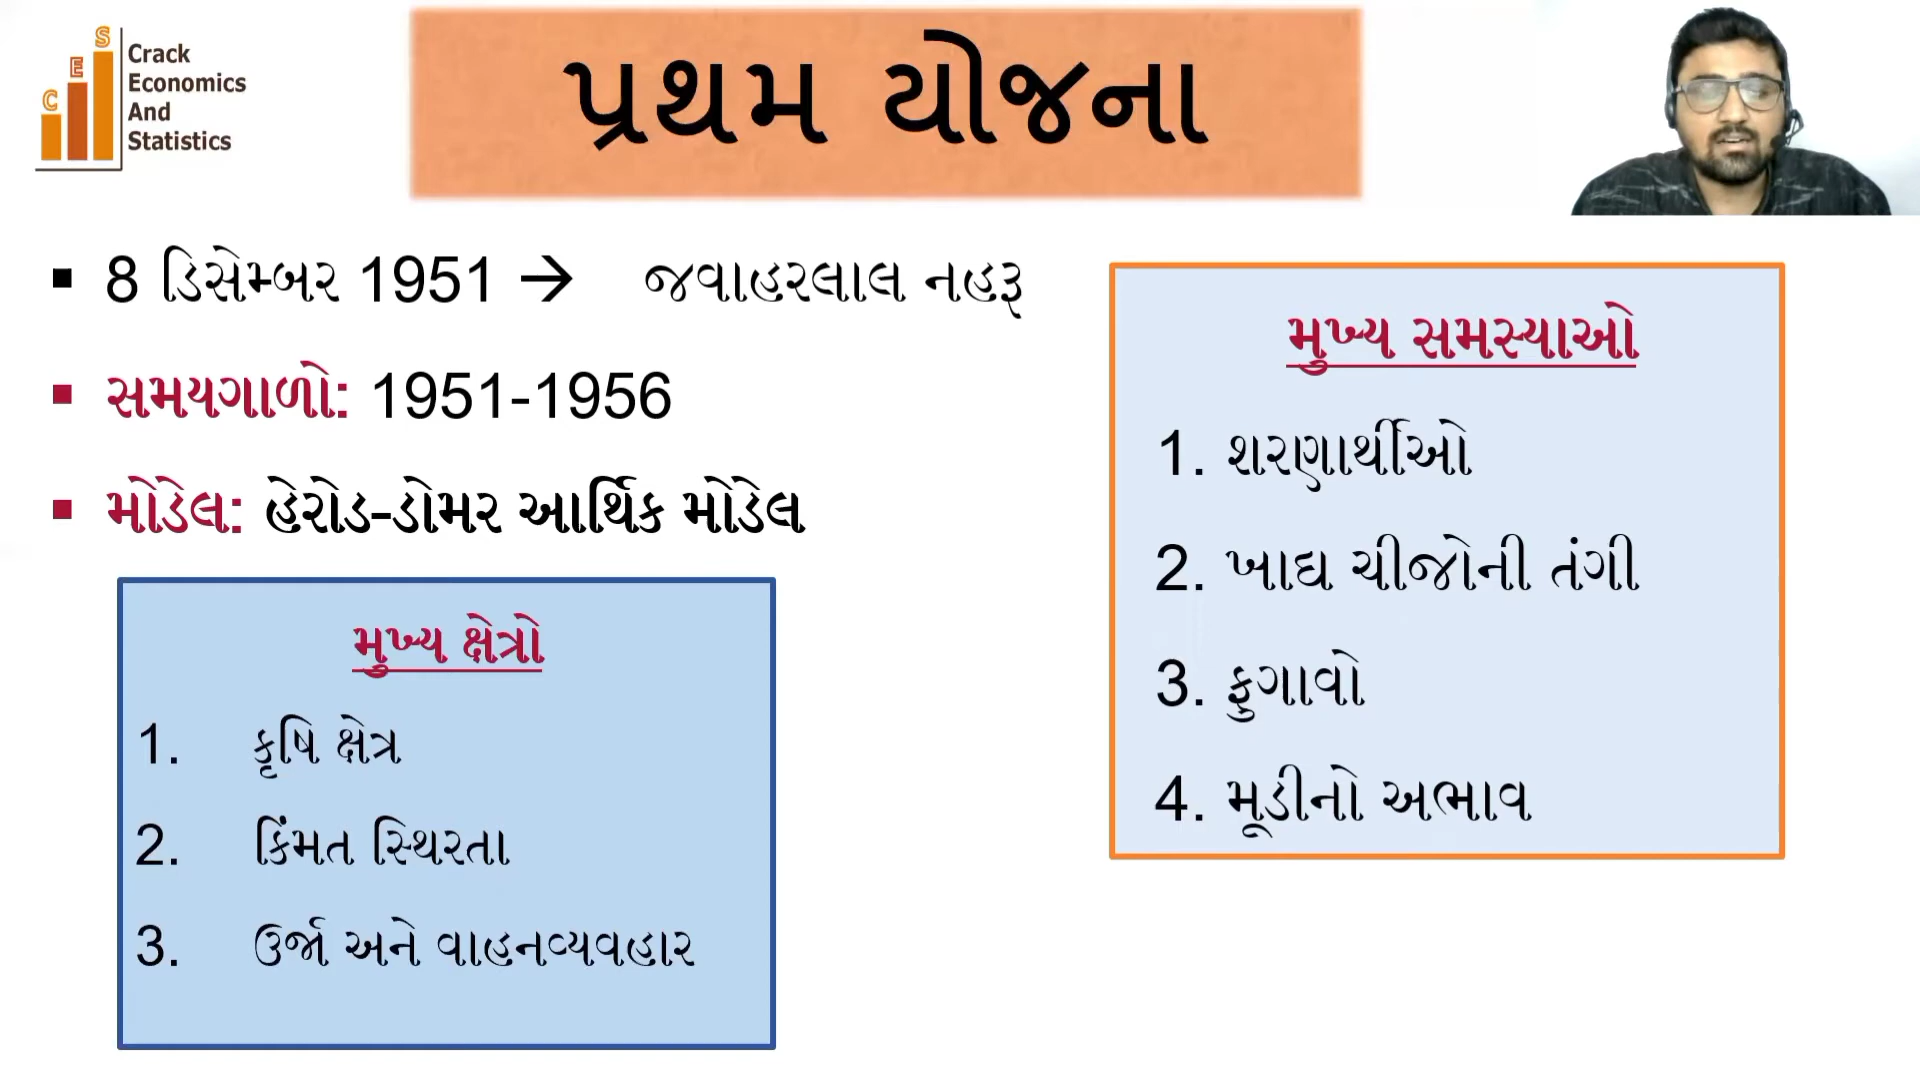 C E S
Crack
Economics
And
Statistics
પ્રથમ યોજના
▪ 8 ડિસેમ્બર 1951 → જવાહરલાલ નહરૂ
▪ સમયગાળો: 1951-1956
▪ મોડેલ: હેરોડ-ડોમર આર્થિક મોડેલ
મુખ્ય ક્ષેત્રો
1. કૃષિ ક્ષેત્ર
2. કિંમત સ્થિરતા
3. ઉર્જા અને વાહનવ્યવહાર
મુખ્ય સમસ્યાઓ
1. શરણાર્થીઓ
2. ખાદ્ય ચીજોની તંગી
3. ફુગાવો
4. મૂડીનો અભાવ